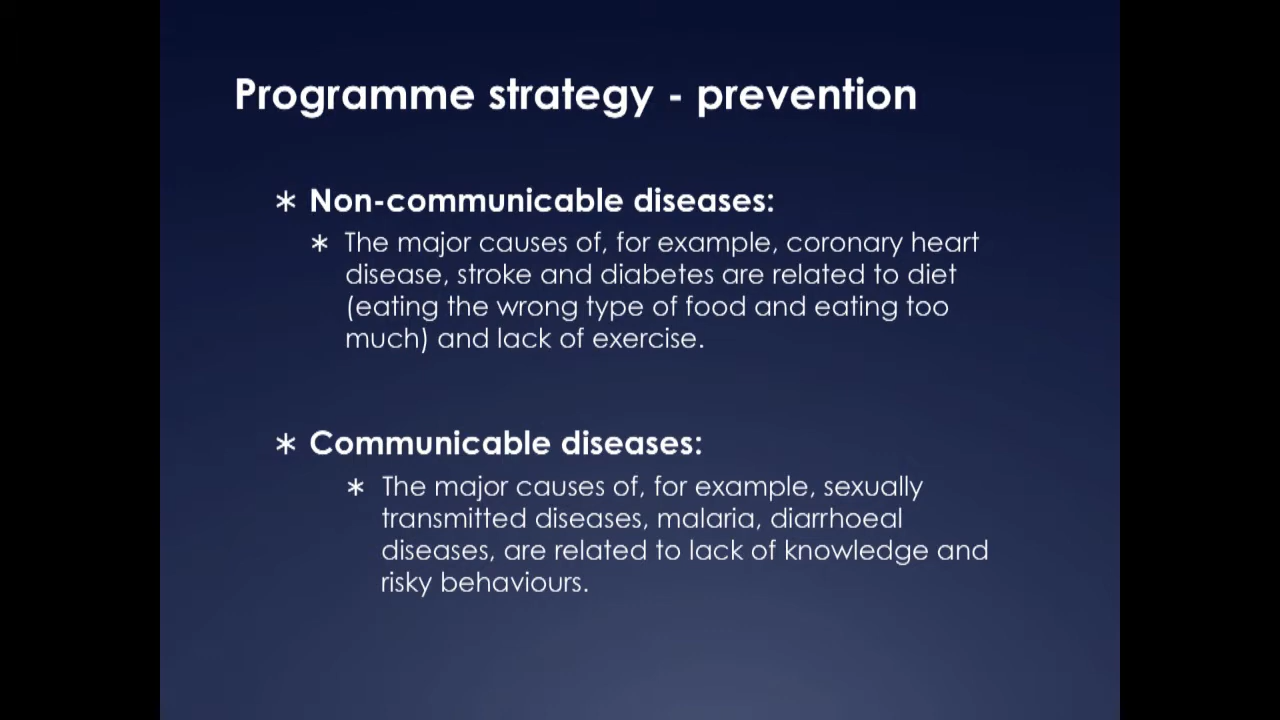 Programme strategy - prevention
* Non-communicable diseases:
* The major causes of, for example, coronary heart
disease, stroke and diabetes are related to diet
(eating the wrong type of food and eating too
much) and lack of exercise.
* Communicable diseases:
* The major causes of, for example, sexually
transmitted diseases, malaria, diarrhoeal
diseases, are related to lack of knowledge and
risky behaviours.